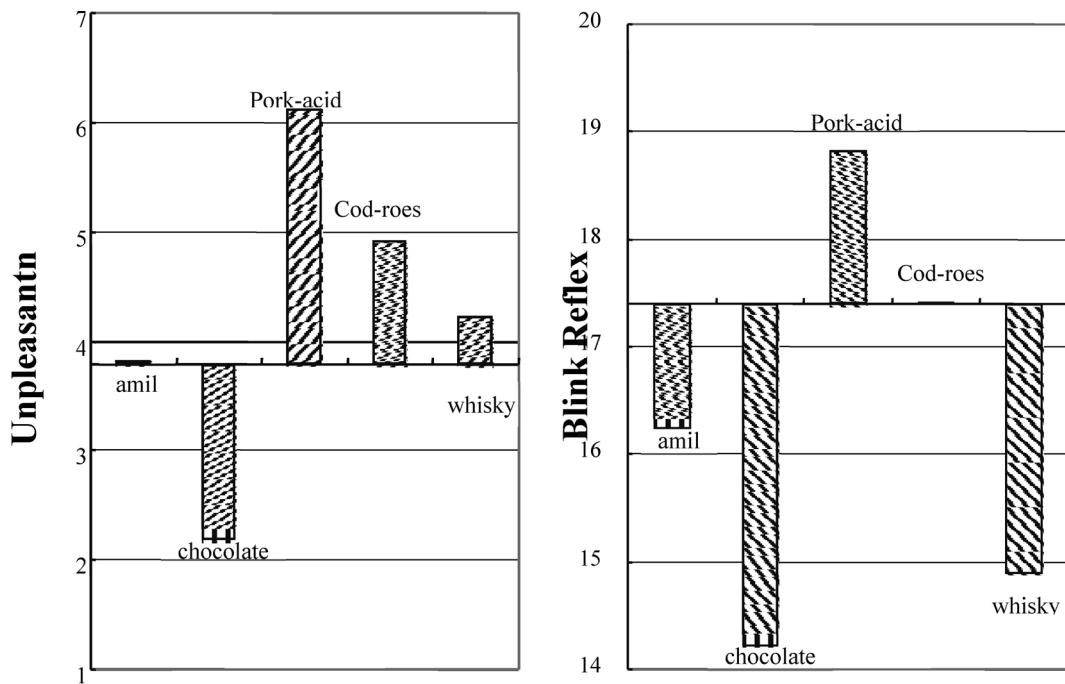 Unpleasantn
7
6
5
4
3
2
1
Pork-acid
Cod-roes
amil
whisky
chocolate
Blink Reflex
20
19
18
17
16
15
14
Pork-acid
Cod-roes
amil
whisky
chocolate